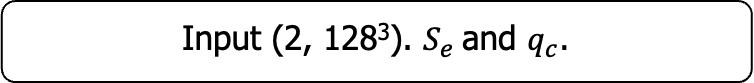 Input (2, 128³). Sₑ and q꜀.